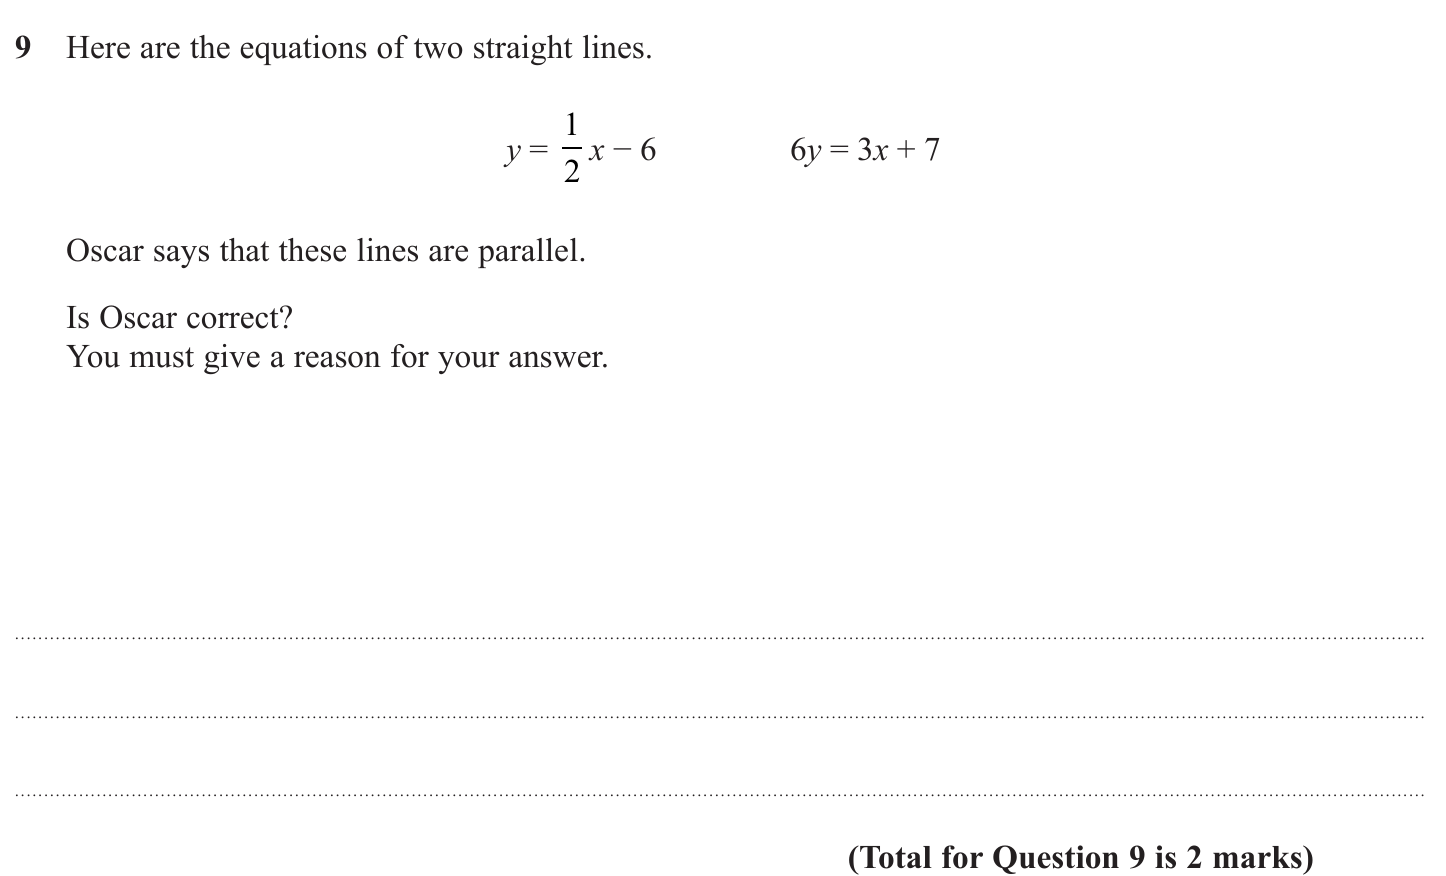 9 Here are the equations of two straight lines.
y = 1/2 x − 6 6y = 3x + 7
Oscar says that these lines are parallel.
Is Oscar correct?
You must give a reason for your answer.
(Total for Question 9 is 2 marks)